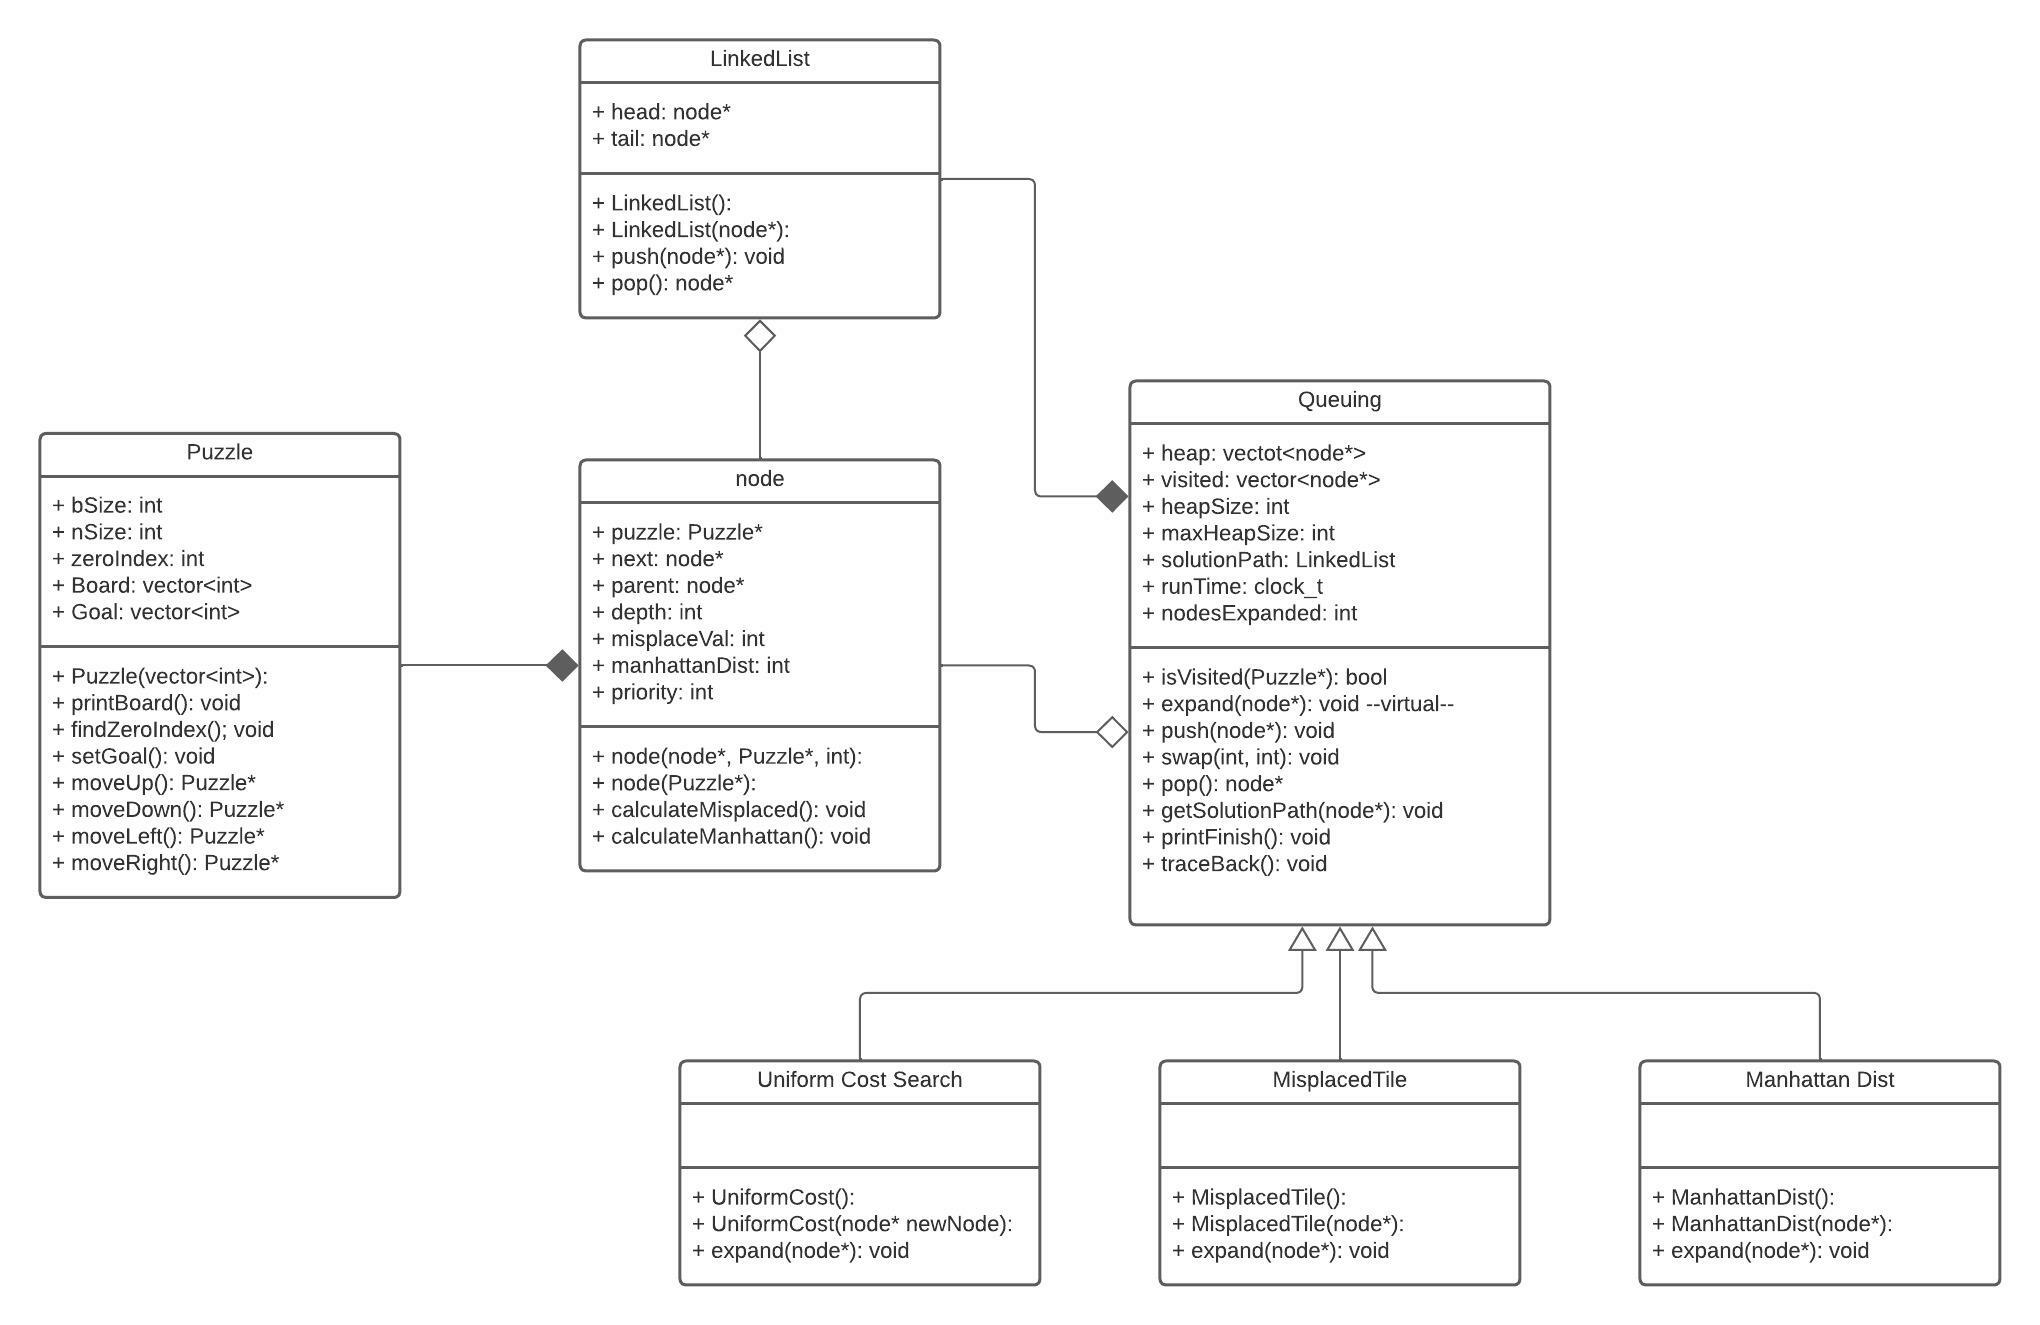 LinkedList
+ head: node*
+ tail: node*
+ LinkedList():
+ LinkedList(node*):
+ push(node*): void
+ pop(): node*
Puzzle
+ bSize: int
+ nSize: int
+ zeroIndex: int
+ Board: vector<int>
+ Goal: vector<int>
+ Puzzle(vector<int>):
+ printBoard(): void
+ findZeroIndex(); void
+ setGoal(): void
+ moveUp(): Puzzle*
+ moveDown(): Puzzle*
+ moveLeft(): Puzzle*
+ moveRight(): Puzzle*
node
+ puzzle: Puzzle*
+ next: node*
+ parent: node*
+ depth: int
+ misplaceVal: int
+ manhattanDist: int
+ priority: int
+ node(node*, Puzzle*, int):
+ node(Puzzle*):
+ calculateMisplaced(): void
+ calculateManhattan(): void
Queuing
+ heap: vectot<node*>
+ visited: vector<node*>
+ heapSize: int
+ maxHeapSize: int
+ solutionPath: LinkedList
+ runTime: clock_t
+ nodesExpanded: int
+ isVisited(Puzzle*): bool
+ expand(node*): void --virtual--
+ push(node*): void
+ swap(int, int): void
+ pop(): node*
+ getSolutionPath(node*): void
+ printFinish(): void
+ traceBack(): void
Uniform Cost Search
+ UniformCost():
+ UniformCost(node* newNode):
+ expand(node*): void
MisplacedTile
+ MisplacedTile():
+ MisplacedTile(node*):
+ expand(node*): void
Manhattan Dist
+ ManhattanDist():
+ ManhattanDist(node*):
+ expand(node*): void